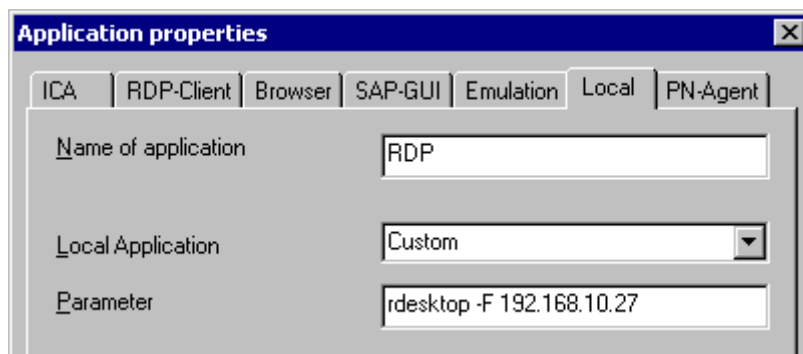 Application properties
ICA RDP-Client Browser SAP-GUI Emulation Local PN-Agent
Name of application RDP
Local Application Custom
Parameter rdesktop -F 192.168.10.27